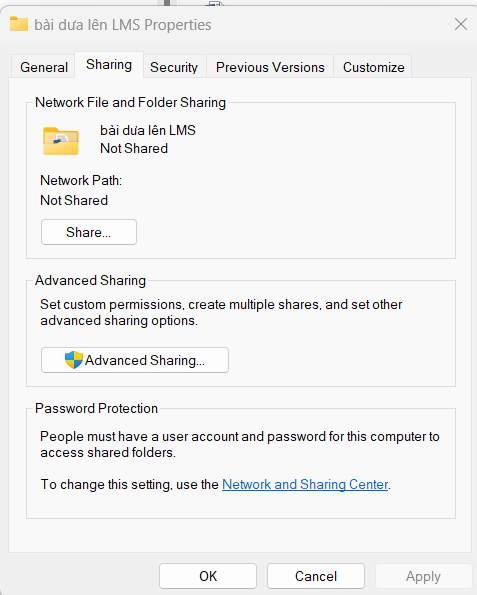 bài dưa lên LMS Properties
General
Sharing
Security
Previous Versions
Customize
Network File and Folder Sharing
bài dưa lên LMS
Not Shared
Network Path:
Not Shared
Share...
Advanced Sharing
Set custom permissions, create multiple shares, and set other
advanced sharing options.
Advanced Sharing...
Password Protection
People must have a user account and password for this computer to
access shared folders.
To change this setting, use the Network and Sharing Center.
OK
Cancel
Apply